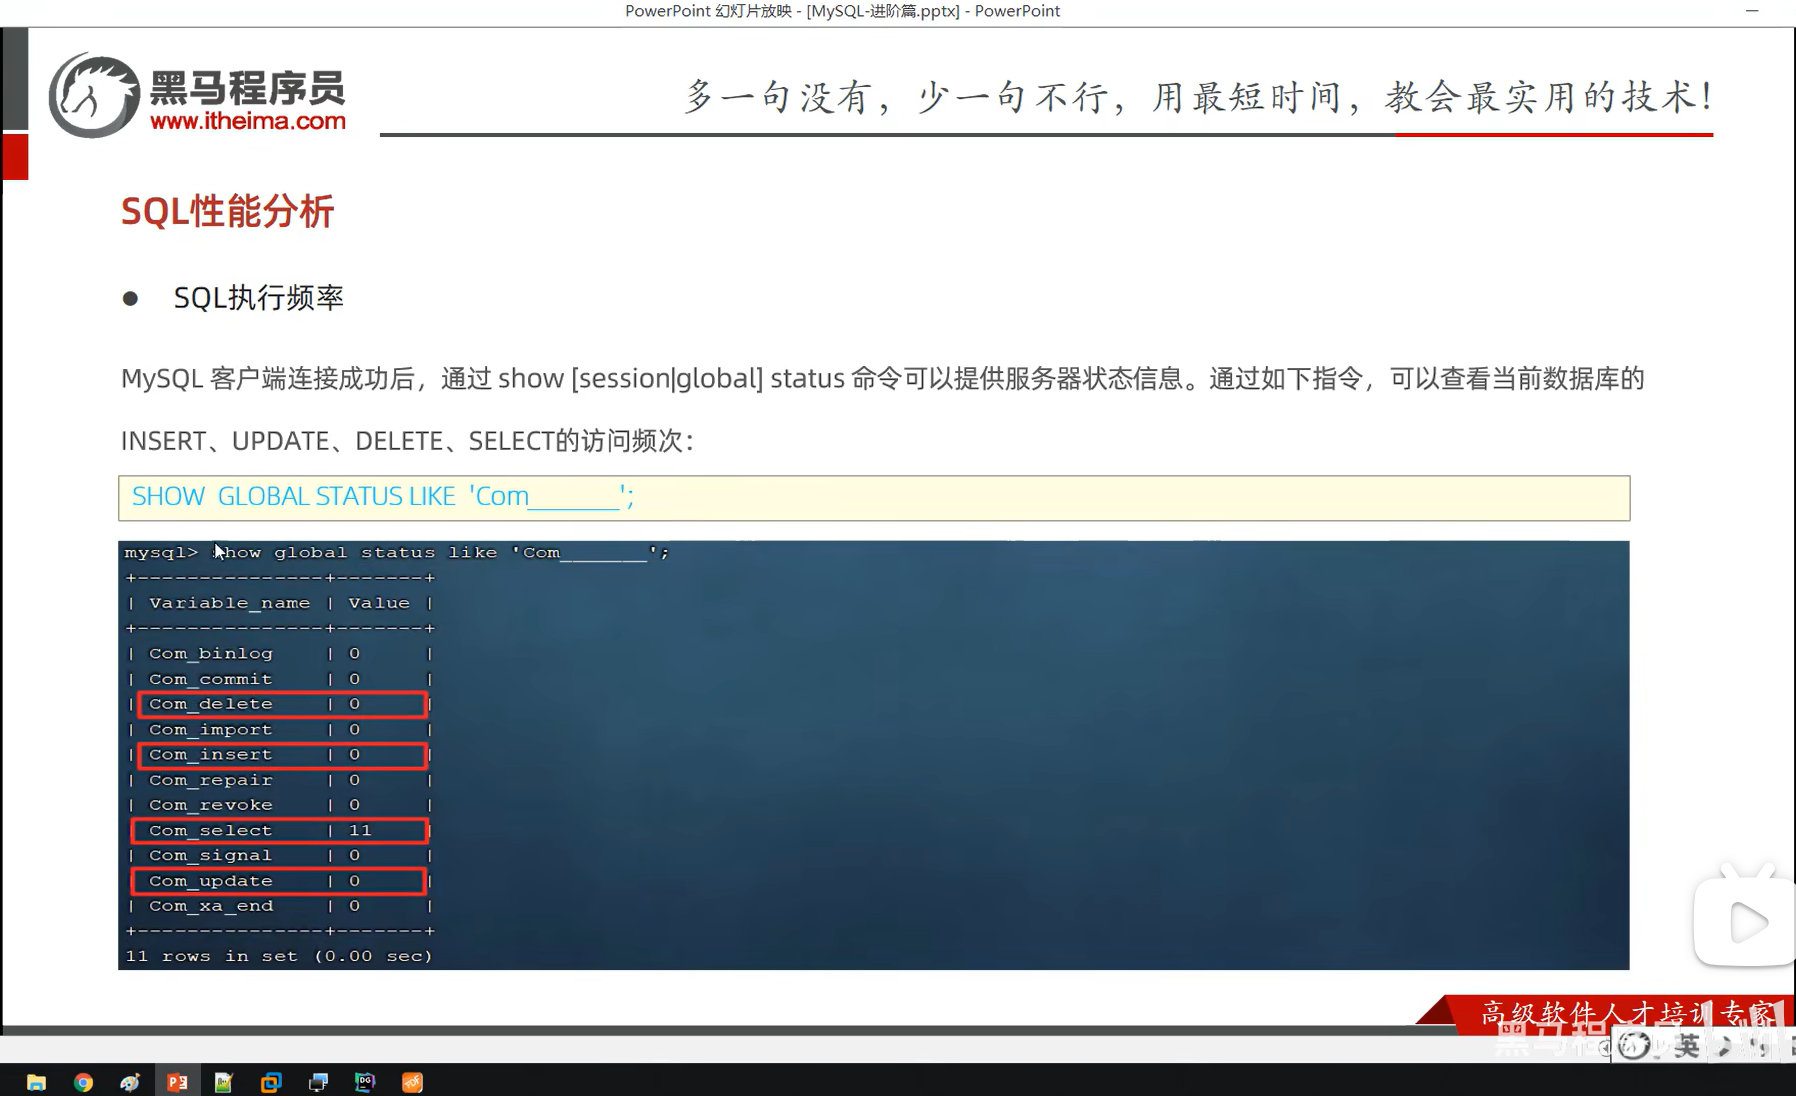 PowerPoint 幻灯片放映 - [MySQL-进阶篇.pptx] - PowerPoint
黑马程序员
www.itheima.com
多一句没有，少一句不行，用最短时间，教会最实用的技术！
SQL性能分析
● SQL执行频率
MySQL 客户端连接成功后，通过 show [session|global] status 命令可以提供服务器状态信息。通过如下指令，可以查看当前数据库的
INSERT、UPDATE、DELETE、SELECT的访问频次：
SHOW GLOBAL STATUS LIKE 'Com_______';
mysql> show global status like 'Com_______';
+---------------+-------+
| Variable_name | Value |
+---------------+-------+
| Com_binlog | 0 |
| Com_commit | 0 |
| Com_delete | 0 |
| Com_import | 0 |
| Com_insert | 0 |
| Com_repair | 0 |
| Com_revoke | 0 |
| Com_select | 11 |
| Com_signal | 0 |
| Com_update | 0 |
| Com_xa_end | 0 |
+---------------+-------+
11 rows in set (0.00 sec)
高级软件人才培训专家
英